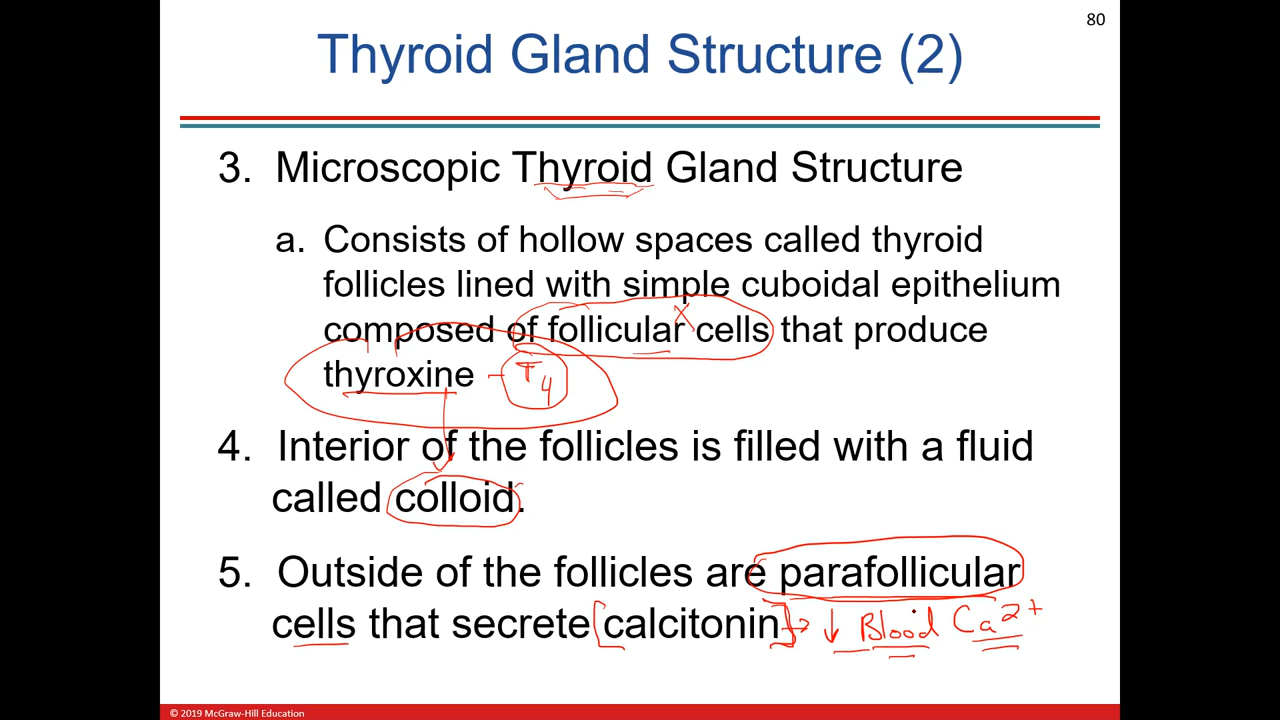 80
Thyroid Gland Structure (2)
3. Microscopic Thyroid Gland Structure
a. Consists of hollow spaces called thyroid
follicles lined with simple cuboidal epithelium
composed of follicular cells that produce
thyroxine - T4
4. Interior of the follicles is filled with a fluid
called colloid.
5. Outside of the follicles are parafollicular
cells that secrete [calcitonin] → ↓ Blood Ca2+
© 2019 McGraw-Hill Education